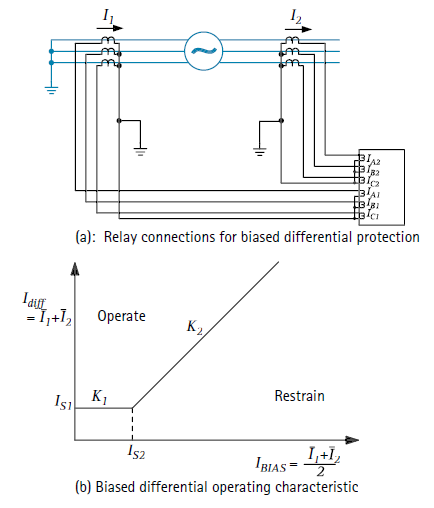 I1 I2
IA2
IB2
IC2
IA1
IB1
IC1
(a): Relay connections for biased differential protection
Idiff
= Ī1+Ī2
Operate
K2
IS1 K1
Restrain
IS2
IBIAS = Ī1+Ī2
2
(b) Biased differential operating characteristic